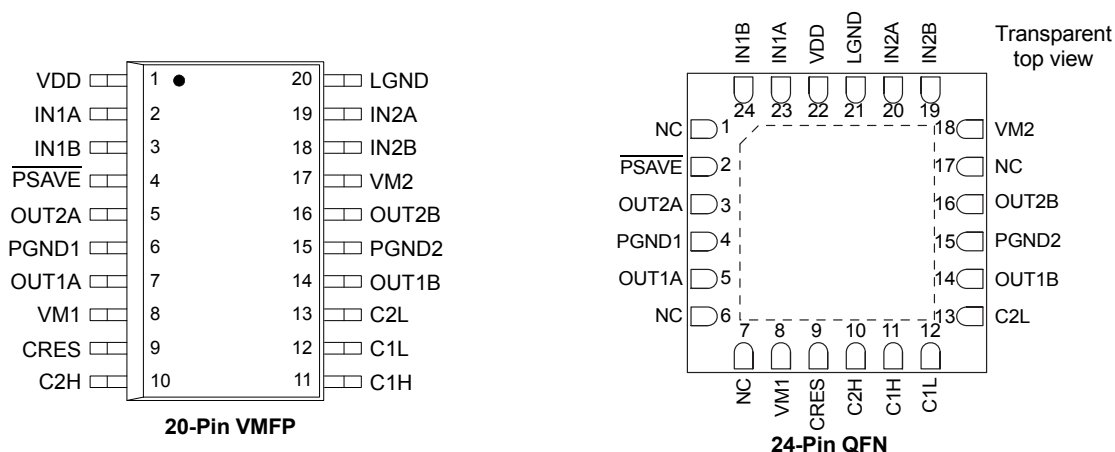 VDD 1 20 LGND
IN1A 2 19 IN2A
IN1B 3 18 IN2B
PSAVE 4 17 VM2
OUT2A 5 16 OUT2B
PGND1 6 15 PGND2
OUT1A 7 14 OUT1B
VM1 8 13 C2L
CRES 9 12 C1L
C2H 10 11 C1H
20-Pin VMFP
Transparent
top view
IN1B IN1A VDD LGND IN2A IN2B
24 23 22 21 20 19
NC 1 18 VM2
PSAVE 2 17 NC
OUT2A 3 16 OUT2B
PGND1 4 15 PGND2
OUT1A 5 14 OUT1B
NC 6 13 C2L
7 8 9 10 11 12
NC VM1 CRES C2H C1H C1L
24-Pin QFN